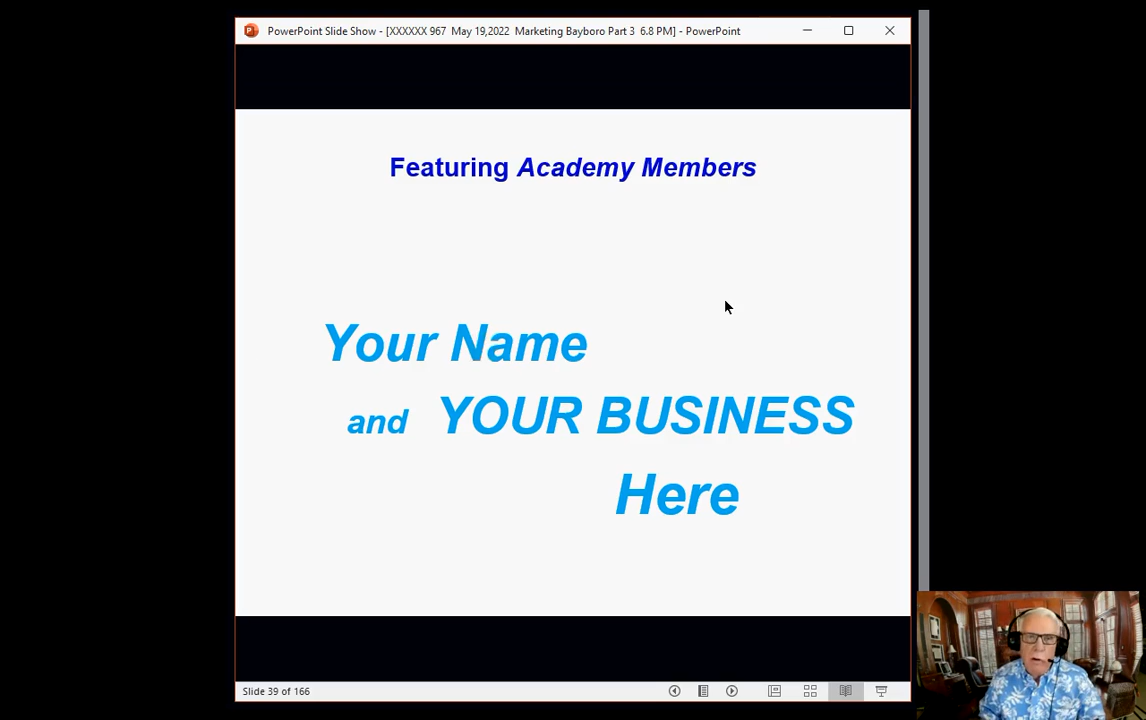 PowerPoint Slide Show - [XXXXXX 967 May 19,2022 Marketing Bayboro Part 3 6.8 PM] - PowerPoint
Featuring Academy Members
Your Name
and YOUR BUSINESS
Here
Slide 39 of 166